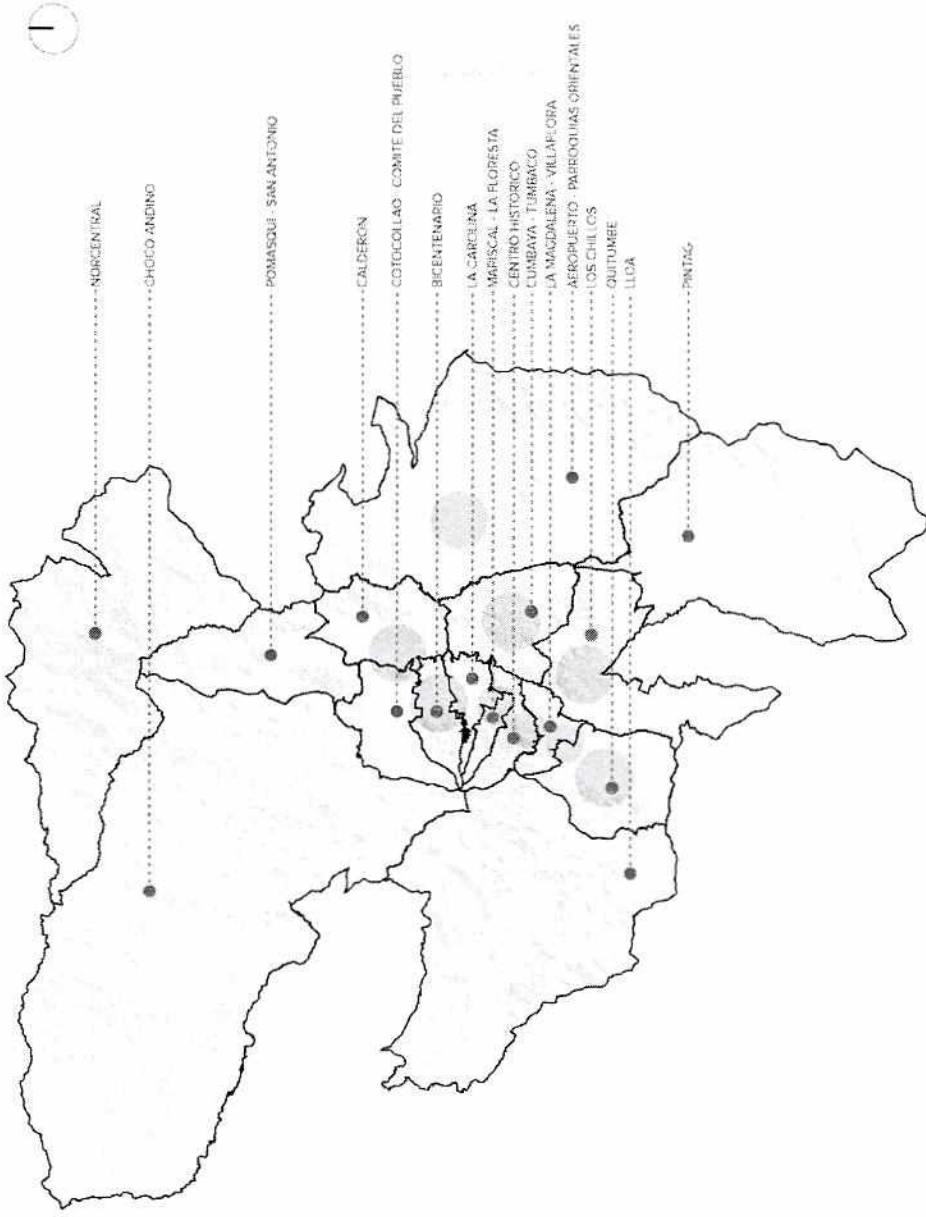 NORCENTRAL
CHOCO ANDINO
POMASQUI - SAN ANTONIO
CALDERON
COTOCOLLAO - COMITE DEL PUEBLO
BICENTENARIO
LA CAROLINA
MARISCAL - LA FLORESTA
CENTRO HISTORICO
CUMBAYA - TUMBACO
LA MAGDALENA - VILLAFLORA
AEROPUERTO - PARROQUIAS ORIENTALES
LOS CHILLOS
QUITUMBE
LLOA
PINTAG